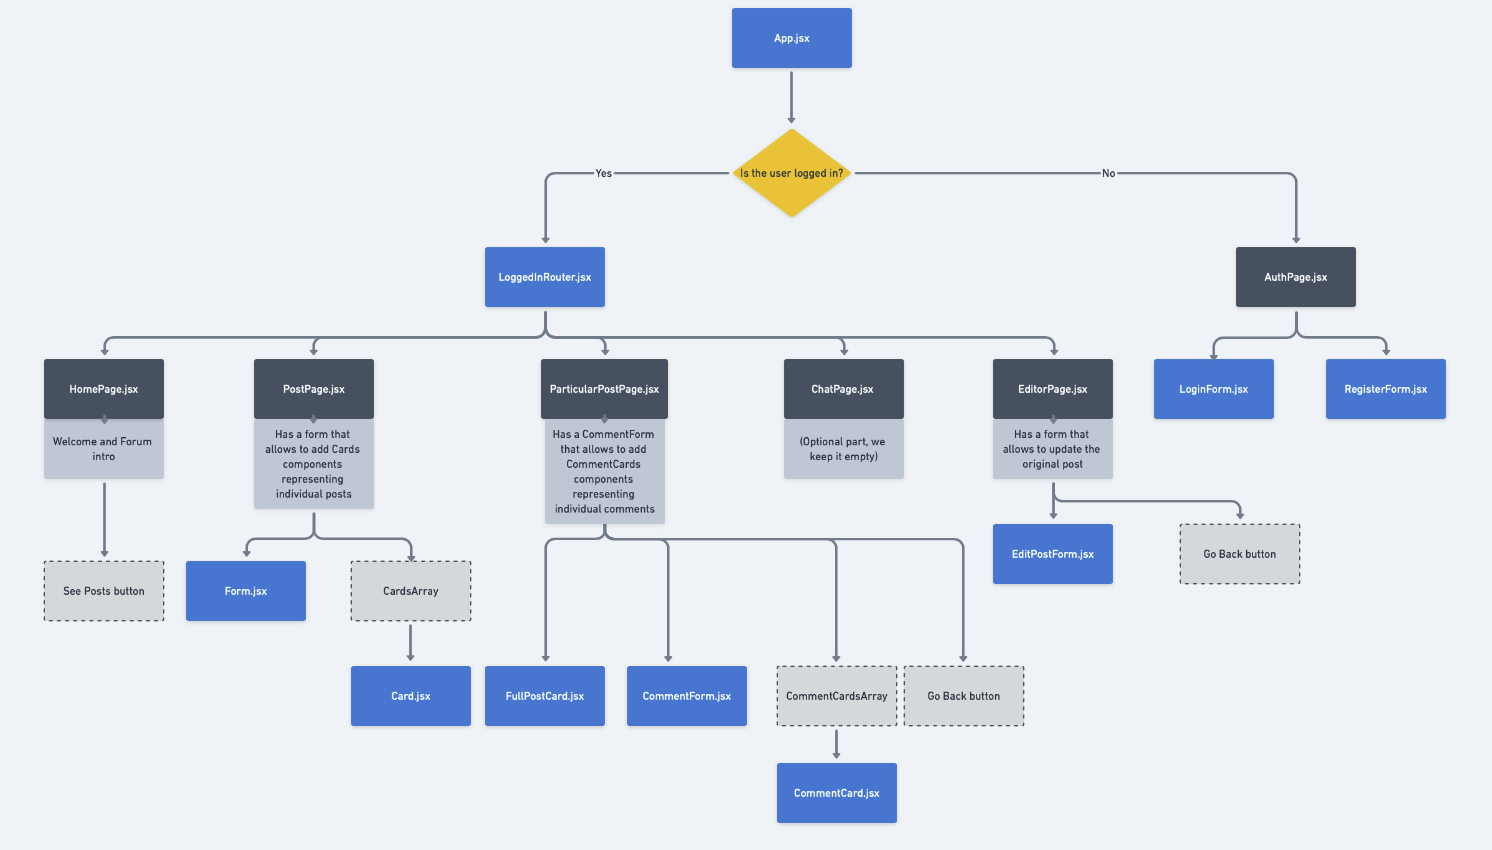 App.jsx
Is the user logged in?
Yes
No
LoggedInRouter.jsx
AuthPage.jsx
HomePage.jsx
PostPage.jsx
ParticularPostPage.jsx
ChatPage.jsx
EditorPage.jsx
LoginForm.jsx
RegisterForm.jsx
Welcome and Forum
intro
Has a form that
allows to add Cards
components
representing
individual posts
Has a CommentForm
that allows to add
CommentCards
components
representing
individual comments
(Optional part, we
keep it empty)
Has a form that
allows to update the
original post
See Posts button
Form.jsx
CardsArray
EditPostForm.jsx
Go Back button
Card.jsx
FullPostCard.jsx
CommentForm.jsx
CommentCardsArray
Go Back button
CommentCard.jsx